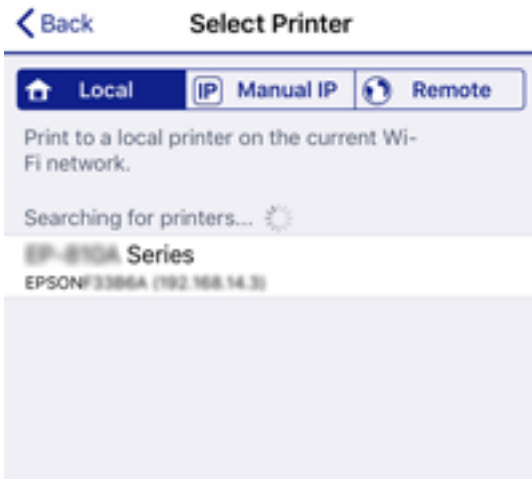 Back
Select Printer
Local
IP Manual IP
Remote
Print to a local printer on the current Wi-
Fi network.
Searching for printers...
Series
EPSON